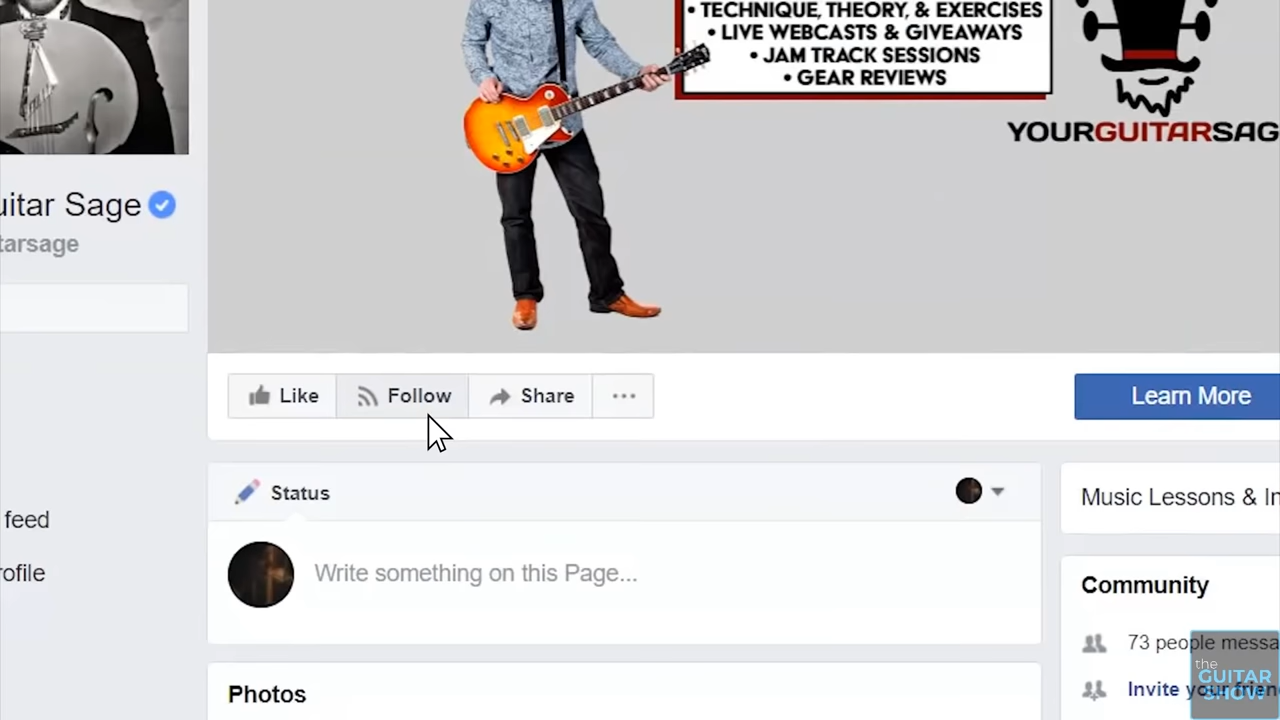 • TECHNIQUE, THEORY, & EXERCISES
• LIVE WEBCASTS & GIVEAWAYS
• JAM TRACK SESSIONS
• GEAR REVIEWS
YOURGUITARSAG
uitar Sage
tarsage
Like
Follow
Share
Learn More
Status
Write something on this Page...
feed
rofile
Music Lessons & In
Community
73 people messa
Invite your frien
Photos
the
GUITAR
SHOW